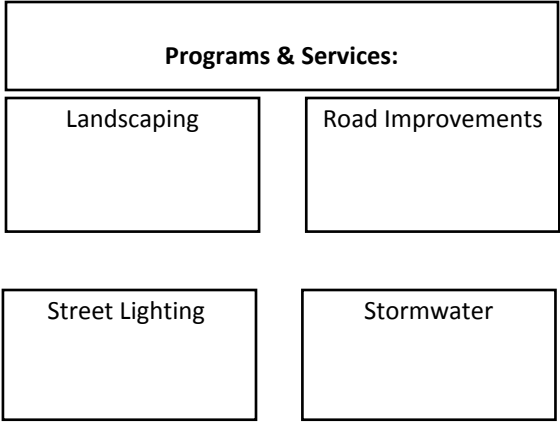 Programs & Services:
Landscaping
Road Improvements
Street Lighting
Stormwater